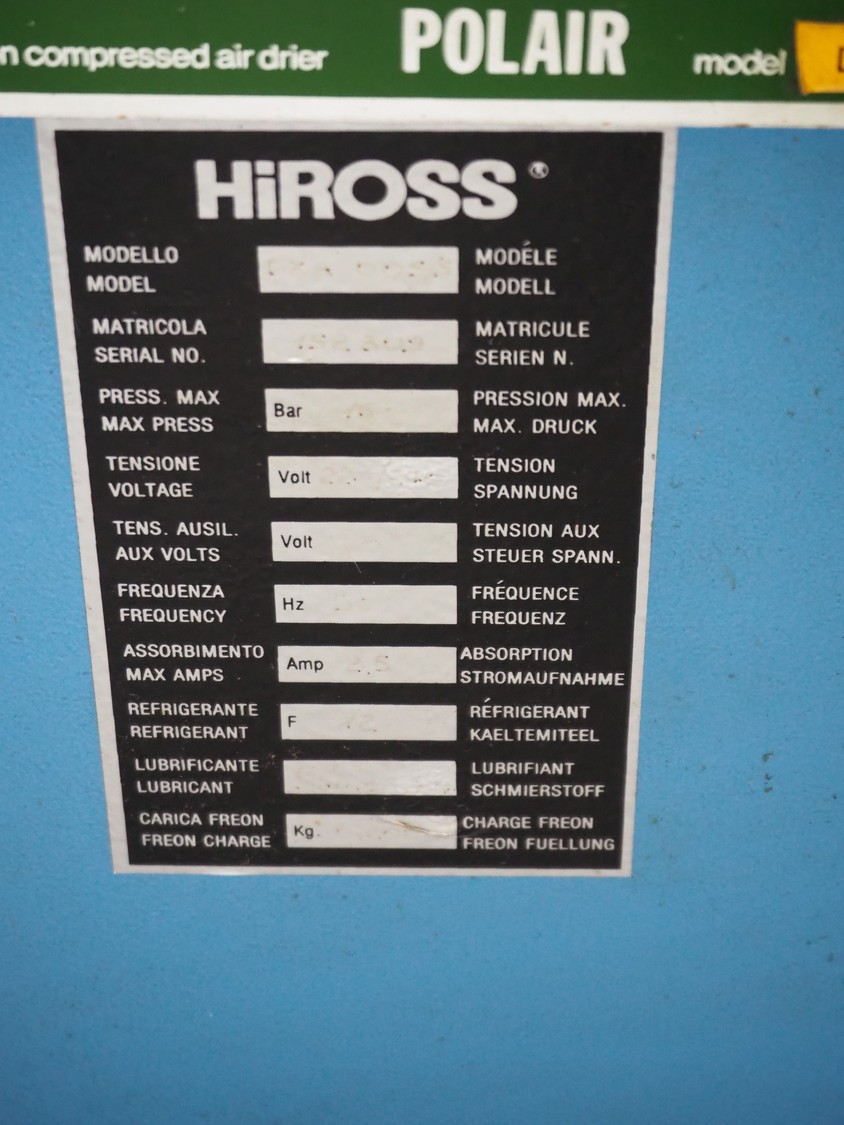 compressed air drier POLAIR model
HiROSS ®
MODELLO MODÉLE
MODEL MODELL
MATRICOLA MATRICULE
SERIAL NO. SERIEN N.
PRESS. MAX PRESSION MAX.
MAX PRESS Bar MAX. DRUCK
TENSIONE TENSION
VOLTAGE Volt SPANNUNG
TENS. AUSIL. TENSION AUX
AUX VOLTS Volt STEUER SPANN.
FREQUENZA FRÉQUENCE
FREQUENCY Hz FREQUENZ
ASSORBIMENTO ABSORPTION
MAX AMPS Amp STROMAUFNAHME
REFRIGERANTE RÉFRIGERANT
REFRIGERANT F KAELTEMITEEL
LUBRIFICANTE LUBRIFIANT
LUBRICANT SCHMIERSTOFF
CARICA FREON CHARGE FREON
FREON CHARGE Kg. FREON FUELLUNG